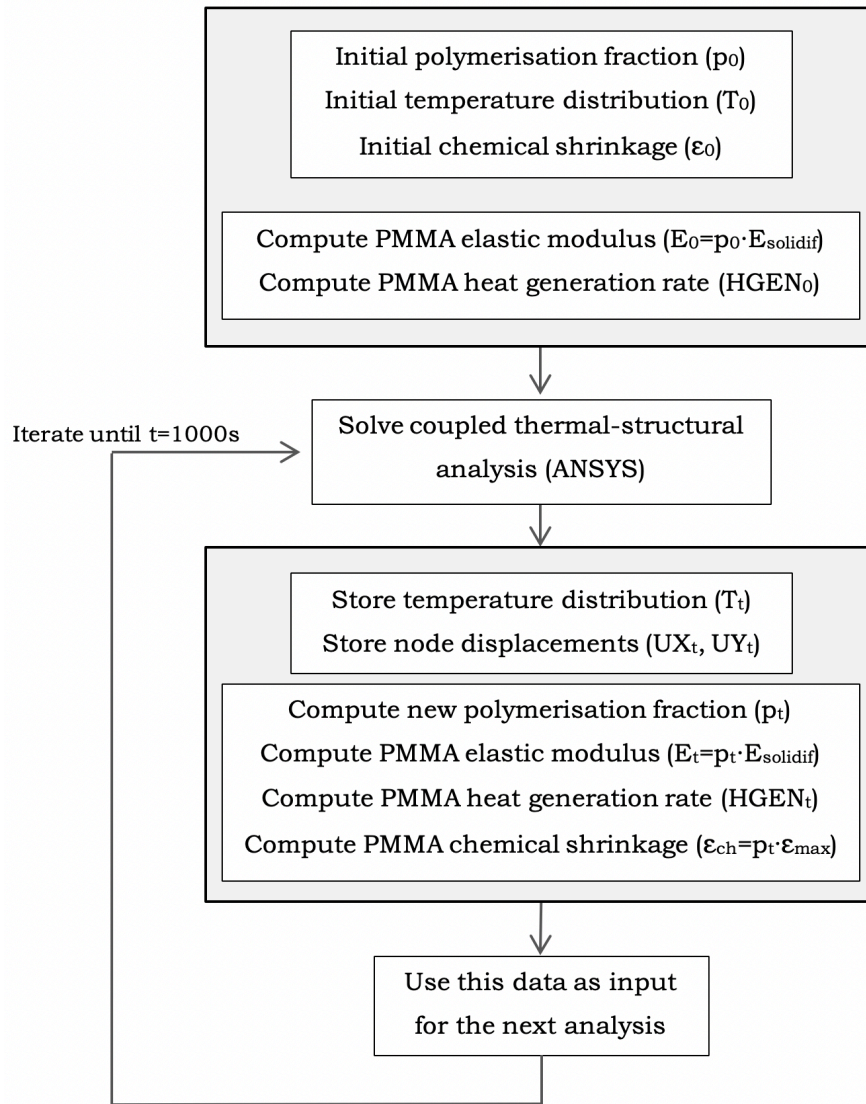 Initial polymerisation fraction (p₀)
Initial temperature distribution (T₀)
Initial chemical shrinkage (ε₀)
Compute PMMA elastic modulus (E₀=p₀·Esolidif)
Compute PMMA heat generation rate (HGEN₀)
Iterate until t=1000s
Solve coupled thermal-structural
analysis (ANSYS)
Store temperature distribution (Tₜ)
Store node displacements (UXₜ, UYₜ)
Compute new polymerisation fraction (pₜ)
Compute PMMA elastic modulus (Eₜ=pₜ·Esolidif)
Compute PMMA heat generation rate (HGENₜ)
Compute PMMA chemical shrinkage (εch=pₜ·εmax)
Use this data as input
for the next analysis